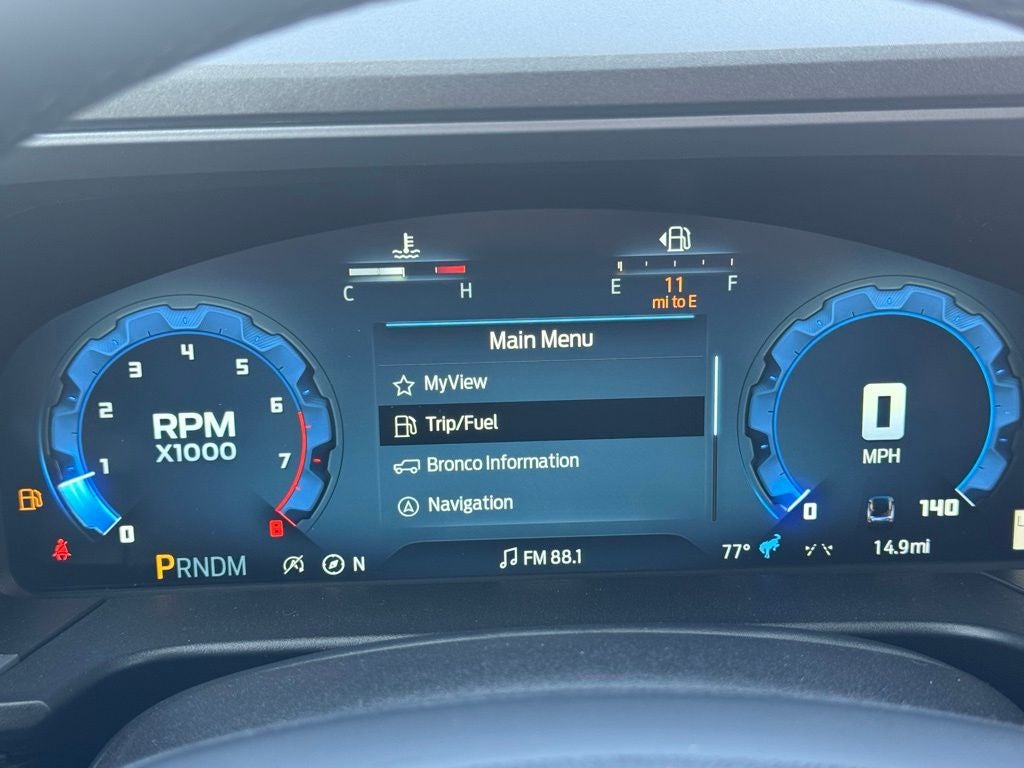 C H
E F
11
mi to E
Main Menu
MyView
Trip/Fuel
Bronco Information
Navigation
FM 88.1
0 1 2 3 4 5 6 7 8
RPM
X1000
PRNDM
N
0
MPH
0 140
77°
14.9mi